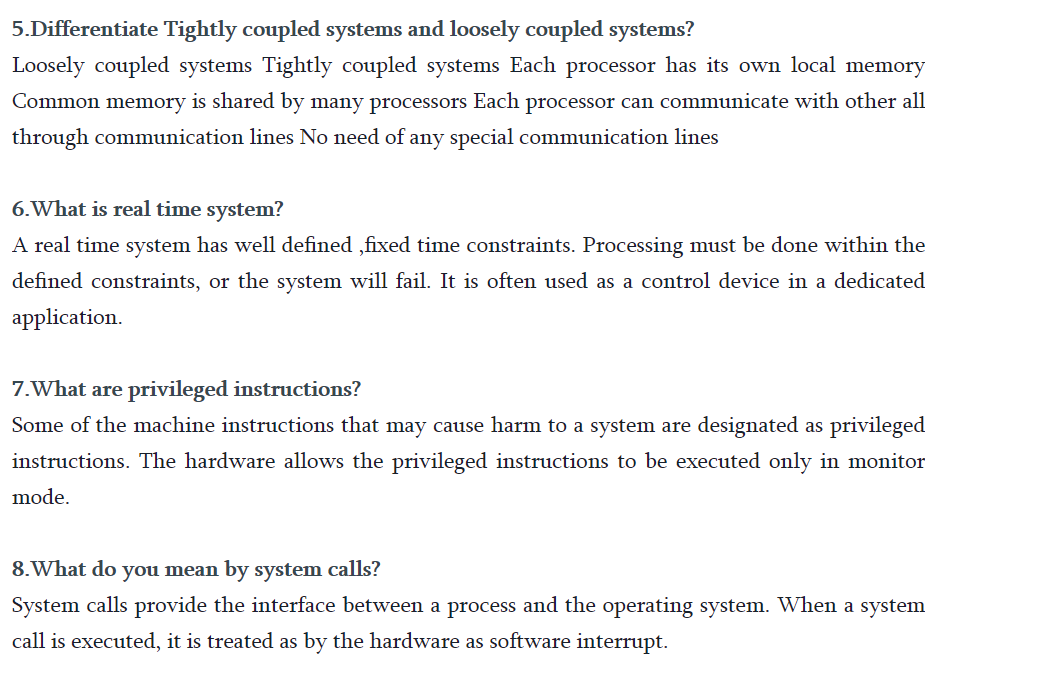 5.Differentiate Tightly coupled systems and loosely coupled systems?
Loosely coupled systems Tightly coupled systems Each processor has its own local memory
Common memory is shared by many processors Each processor can communicate with other all
through communication lines No need of any special communication lines
6.What is real time system?
A real time system has well defined ,fixed time constraints. Processing must be done within the
defined constraints, or the system will fail. It is often used as a control device in a dedicated
application.
7.What are privileged instructions?
Some of the machine instructions that may cause harm to a system are designated as privileged
instructions. The hardware allows the privileged instructions to be executed only in monitor
mode.
8.What do you mean by system calls?
System calls provide the interface between a process and the operating system. When a system
call is executed, it is treated as by the hardware as software interrupt.